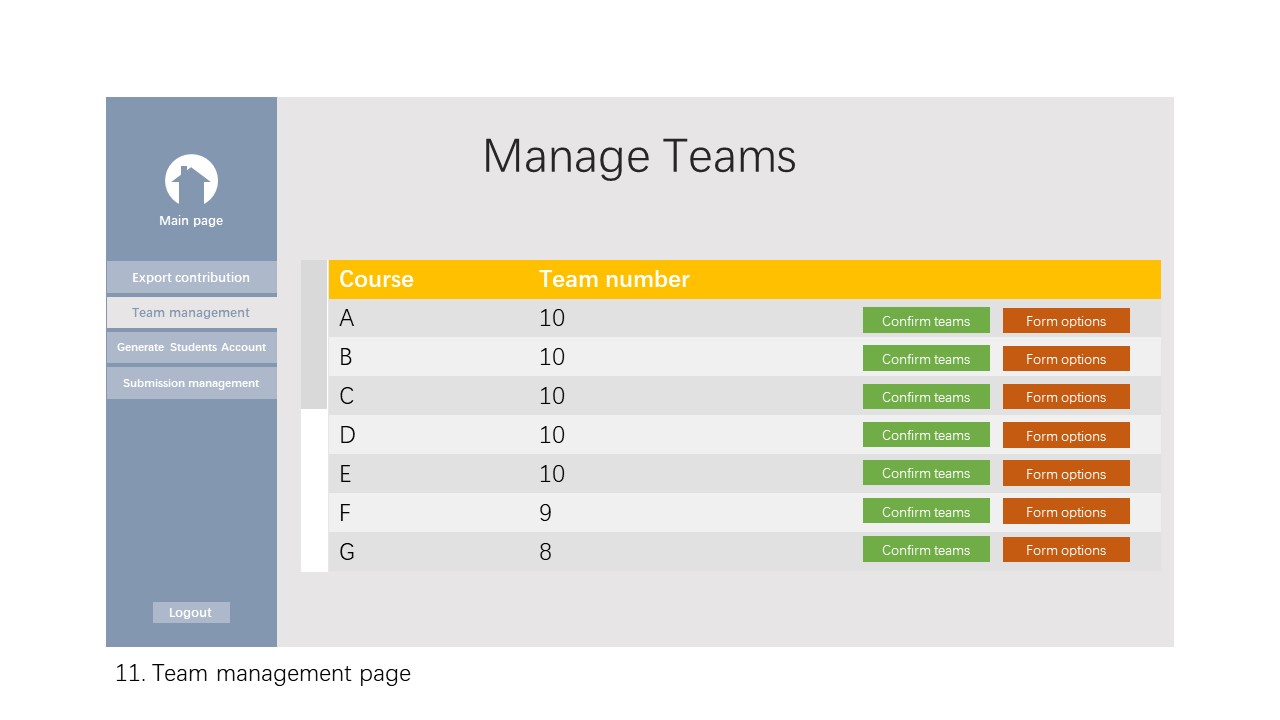 Manage Teams
Main page
Export contribution
Team management
Generate Students Account
Submission management
Logout
Course Team number
A 10 Confirm teams Form options
B 10 Confirm teams Form options
C 10 Confirm teams Form options
D 10 Confirm teams Form options
E 10 Confirm teams Form options
F 9 Confirm teams Form options
G 8 Confirm teams Form options
11. Team management page